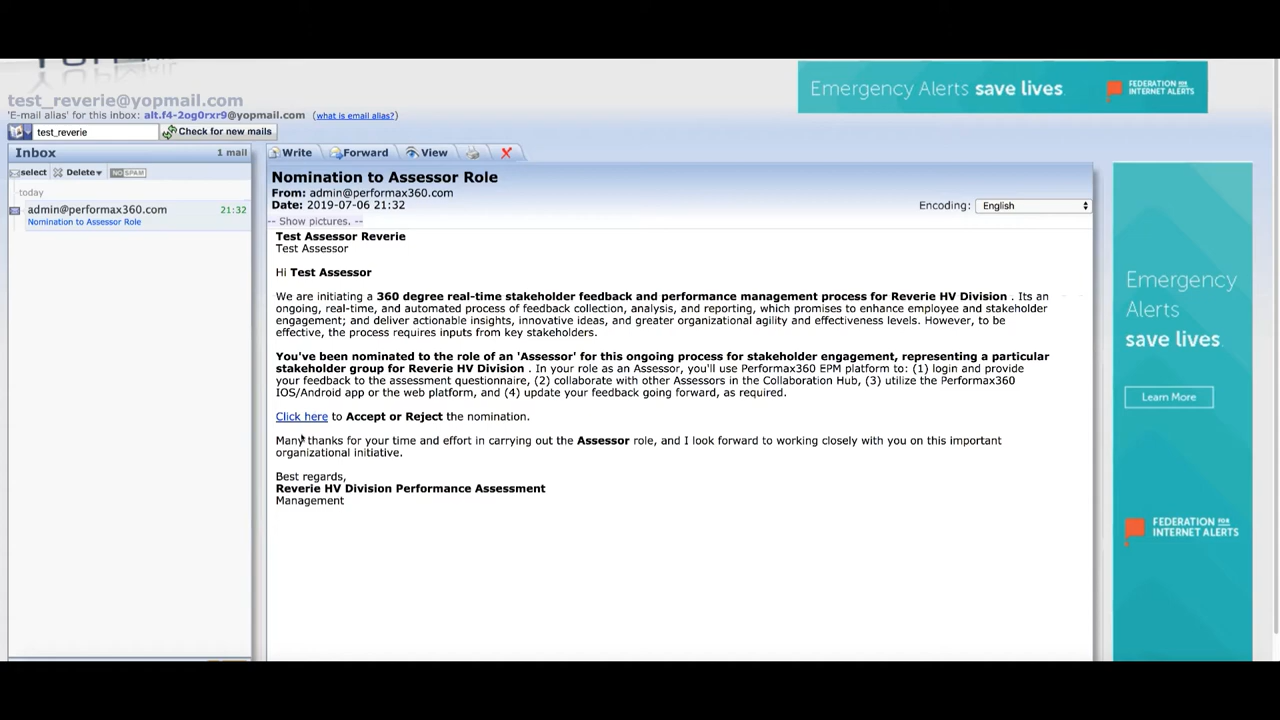 test_reverie@yopmail.com
'E-mail alias' for this inbox: alt.f4-2og0rxr9@yopmail.com (what is email alias?)
test_reverie Check for new mails
Emergency Alerts save lives.
FEDERATION FOR
INTERNET ALERTS
Inbox 1 mail
select Delete NO SPAM
today
admin@performax360.com 21:32
Nomination to Assessor Role
Write Forward View
Nomination to Assessor Role
From: admin@performax360.com
Date: 2019-07-06 21:32
Encoding: English
-- Show pictures. --
Test Assessor Reverie
Test Assessor
Hi Test Assessor
We are initiating a 360 degree real-time stakeholder feedback and performance management process for Reverie HV Division . Its an
ongoing, real-time, and automated process of feedback collection, analysis, and reporting, which promises to enhance employee and stakeholder
engagement; and deliver actionable insights, innovative ideas, and greater organizational agility and effectiveness levels. However, to be
effective, the process requires inputs from key stakeholders.
You've been nominated to the role of an 'Assessor' for this ongoing process for stakeholder engagement, representing a particular
stakeholder group for Reverie HV Division . In your role as an Assessor, you'll use Performax360 EPM platform to: (1) login and provide
your feedback to the assessment questionnaire, (2) collaborate with other Assessors in the Collaboration Hub, (3) utilize the Performax360
IOS/Android app or the web platform, and (4) update your feedback going forward, as required.
Click here to Accept or Reject the nomination.
Many thanks for your time and effort in carrying out the Assessor role, and I look forward to working closely with you on this important
organizational initiative.
Best regards,
Reverie HV Division Performance Assessment
Management
Emergency
Alerts
save lives.
Learn More
FEDERATION FOR
INTERNET ALERTS